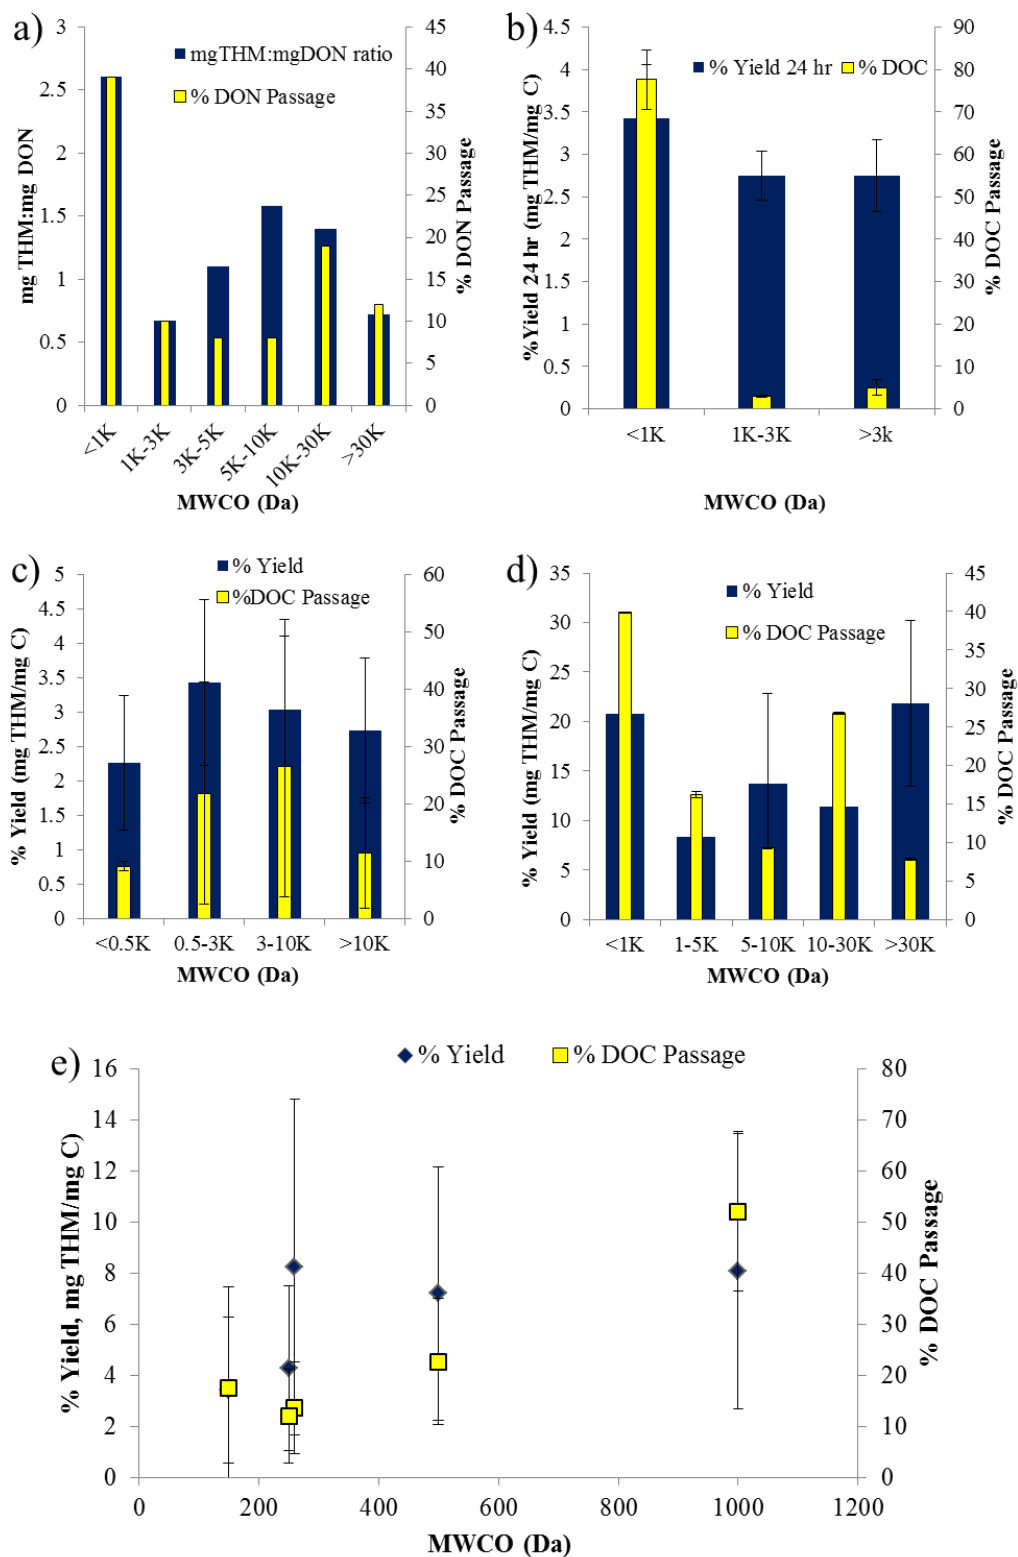 a)
mgTHM:mgDON ratio
% DON Passage
mg THM:mg DON
3
2.5
2
1.5
1
0.5
0
45
40
35
30
25
20
15
10
5
0
% DON Passage
<1K
1K-3K
3K-5K
5K-10K
10K-30K
>30K
MWCO (Da)
b)
% Yield 24 hr
% DOC
%Yield 24 hr (mg THM/mg C)
4.5
4
3.5
3
2.5
2
1.5
1
0.5
0
90
80
70
60
50
40
30
20
10
0
% DOC Passage
<1K
1K-3K
>3k
MWCO (Da)
c)
% Yield
%DOC Passage
% Yield (mg THM/mg C)
5
4.5
4
3.5
3
2.5
2
1.5
1
0.5
0
60
50
40
30
20
10
0
% DOC Passage
<0.5K
0.5-3K
3-10K
>10K
MWCO (Da)
d)
% Yield
% DOC Passage
% Yield (mg THM/mg C)
35
30
25
20
15
10
5
0
45
40
35
30
25
20
15
10
5
0
% DOC Passage
<1K
1-5K
5-10K
10-30K
>30K
MWCO (Da)
e)
% Yield
% DOC Passage
% Yield, mg THM/mg C)
16
14
12
10
8
6
4
2
0
80
70
60
50
40
30
20
10
0
% DOC Passage
0
200
400
600
800
1000
1200
MWCO (Da)